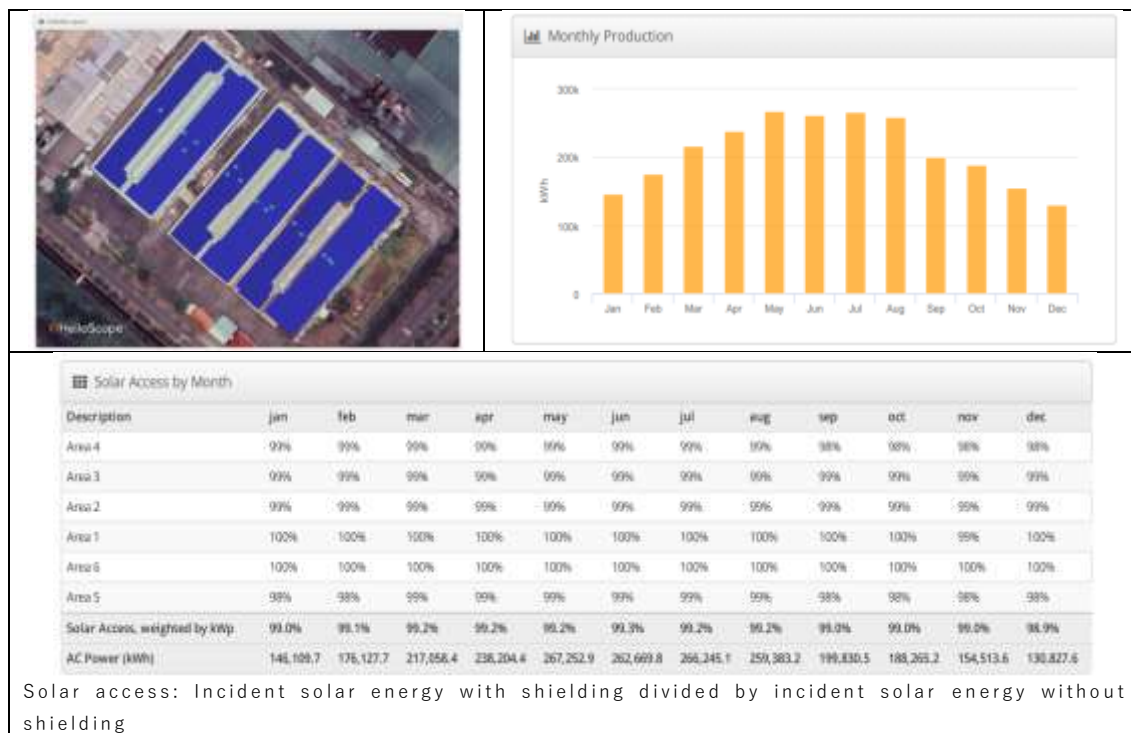 Monthly Production
300k
200k
100k
0
kWh
Jan Feb Mar Apr May Jun Jul Aug Sep Oct Nov Dec
HelioScope
Solar Access by Month
Description jan feb mar apr may jun jul aug sep oct nov dec
Area 4 99% 99% 99% 99% 99% 99% 99% 99% 98% 98% 98% 98%
Area 3 99% 99% 99% 99% 99% 99% 99% 99% 99% 99% 99% 99%
Area 2 99% 99% 99% 99% 99% 99% 99% 99% 99% 99% 99% 99%
Area 1 100% 100% 100% 100% 100% 100% 100% 100% 100% 100% 99% 100%
Area 6 100% 100% 100% 100% 100% 100% 100% 100% 100% 100% 100% 100%
Area 5 98% 98% 99% 99% 99% 99% 99% 99% 98% 98% 98% 98%
Solar Access, weighted by kWp 99.0% 99.1% 99.2% 99.2% 99.2% 99.3% 99.2% 99.2% 99.0% 99.0% 99.0% 98.9%
AC Power (kWh) 146,109.7 176,127.7 217,058.4 238,204.4 267,252.9 262,669.8 266,245.1 259,383.2 199,830.5 188,265.2 154,513.6 130,827.6
Solar access: Incident solar energy with shielding divided by incident solar energy without
shielding